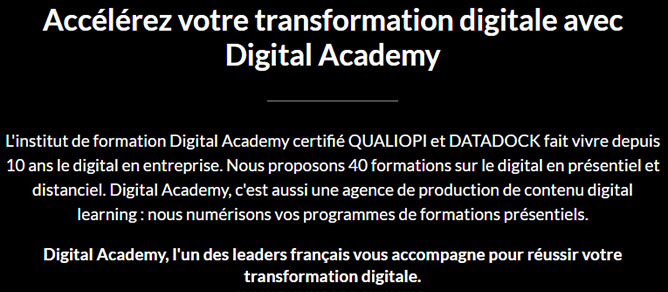 Accélérez votre transformation digitale avec
Digital Academy
L'institut de formation Digital Academy certifié QUALIOPI et DATADOCK fait vivre depuis
10 ans le digital en entreprise. Nous proposons 40 formations sur le digital en présentiel et
distanciel. Digital Academy, c'est aussi une agence de production de contenu digital
learning : nous numérisons vos programmes de formations présentiels.
Digital Academy, l'un des leaders français vous accompagne pour réussir votre
transformation digitale.